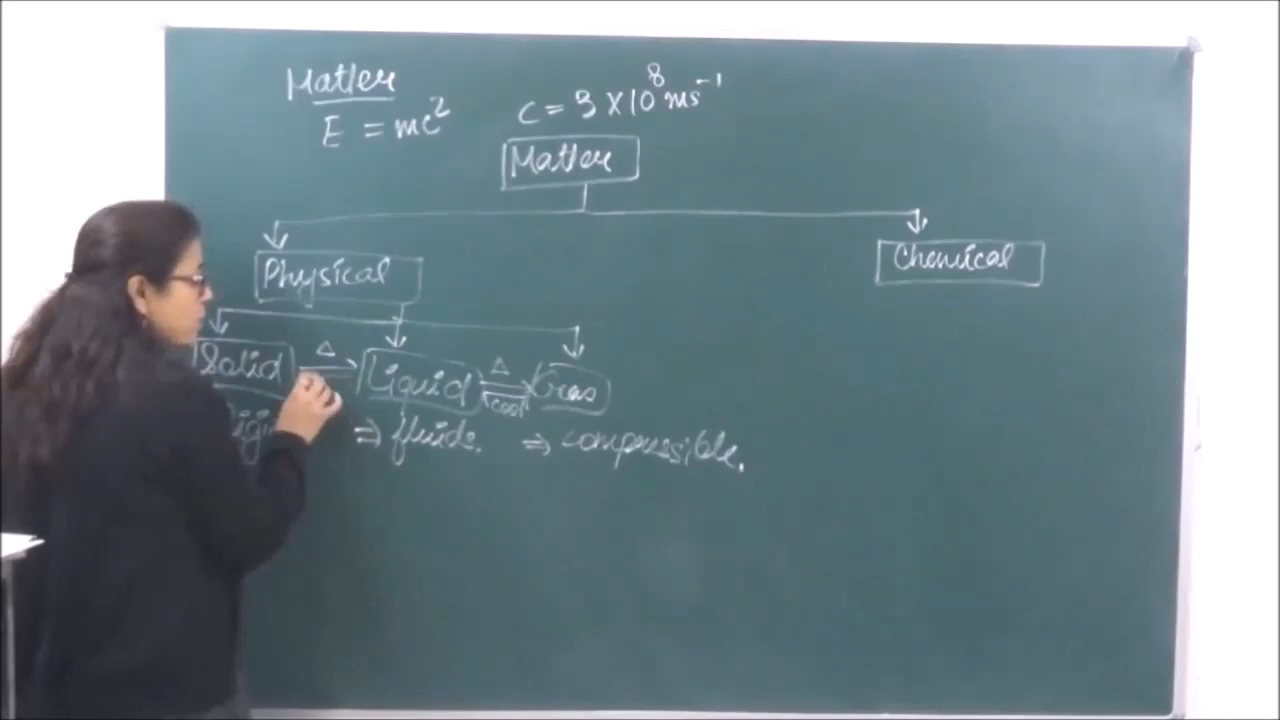 Matter
E = mc² C = 3 × 10⁸ ms⁻¹
Matter
Physical Chemical
Solid Δ Liquid Δ cool Gas
⇒ fluids. ⇒ compressible.